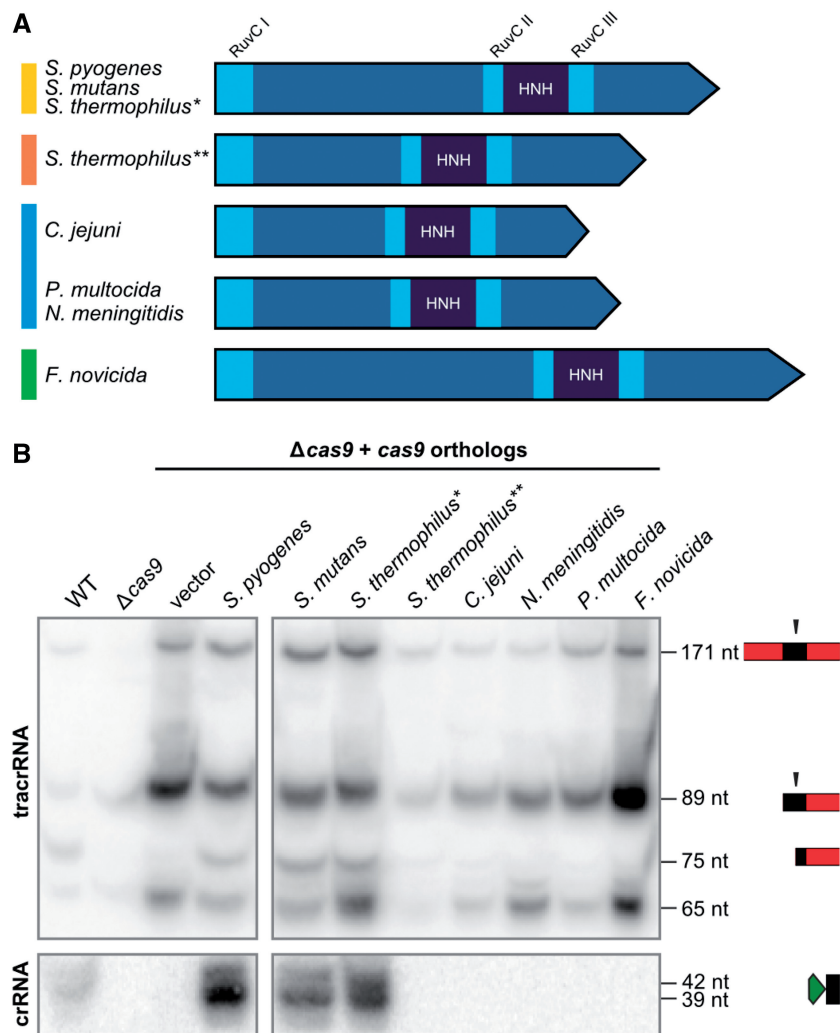 A
RuvC I
RuvC II
RuvC III
S. pyogenes
S. mutans
S. thermophilus*
HNH
S. thermophilus**
HNH
C. jejuni
HNH
P. multocida
N. meningitidis
HNH
F. novicida
HNH
B
Δcas9 + cas9 orthologs
WT
Δcas9
vector
S. pyogenes
S. mutans
S. thermophilus*
S. thermophilus**
C. jejuni
N. meningitidis
P. multocida
F. novicida
tracrRNA
171 nt
89 nt
75 nt
65 nt
crRNA
42 nt
39 nt